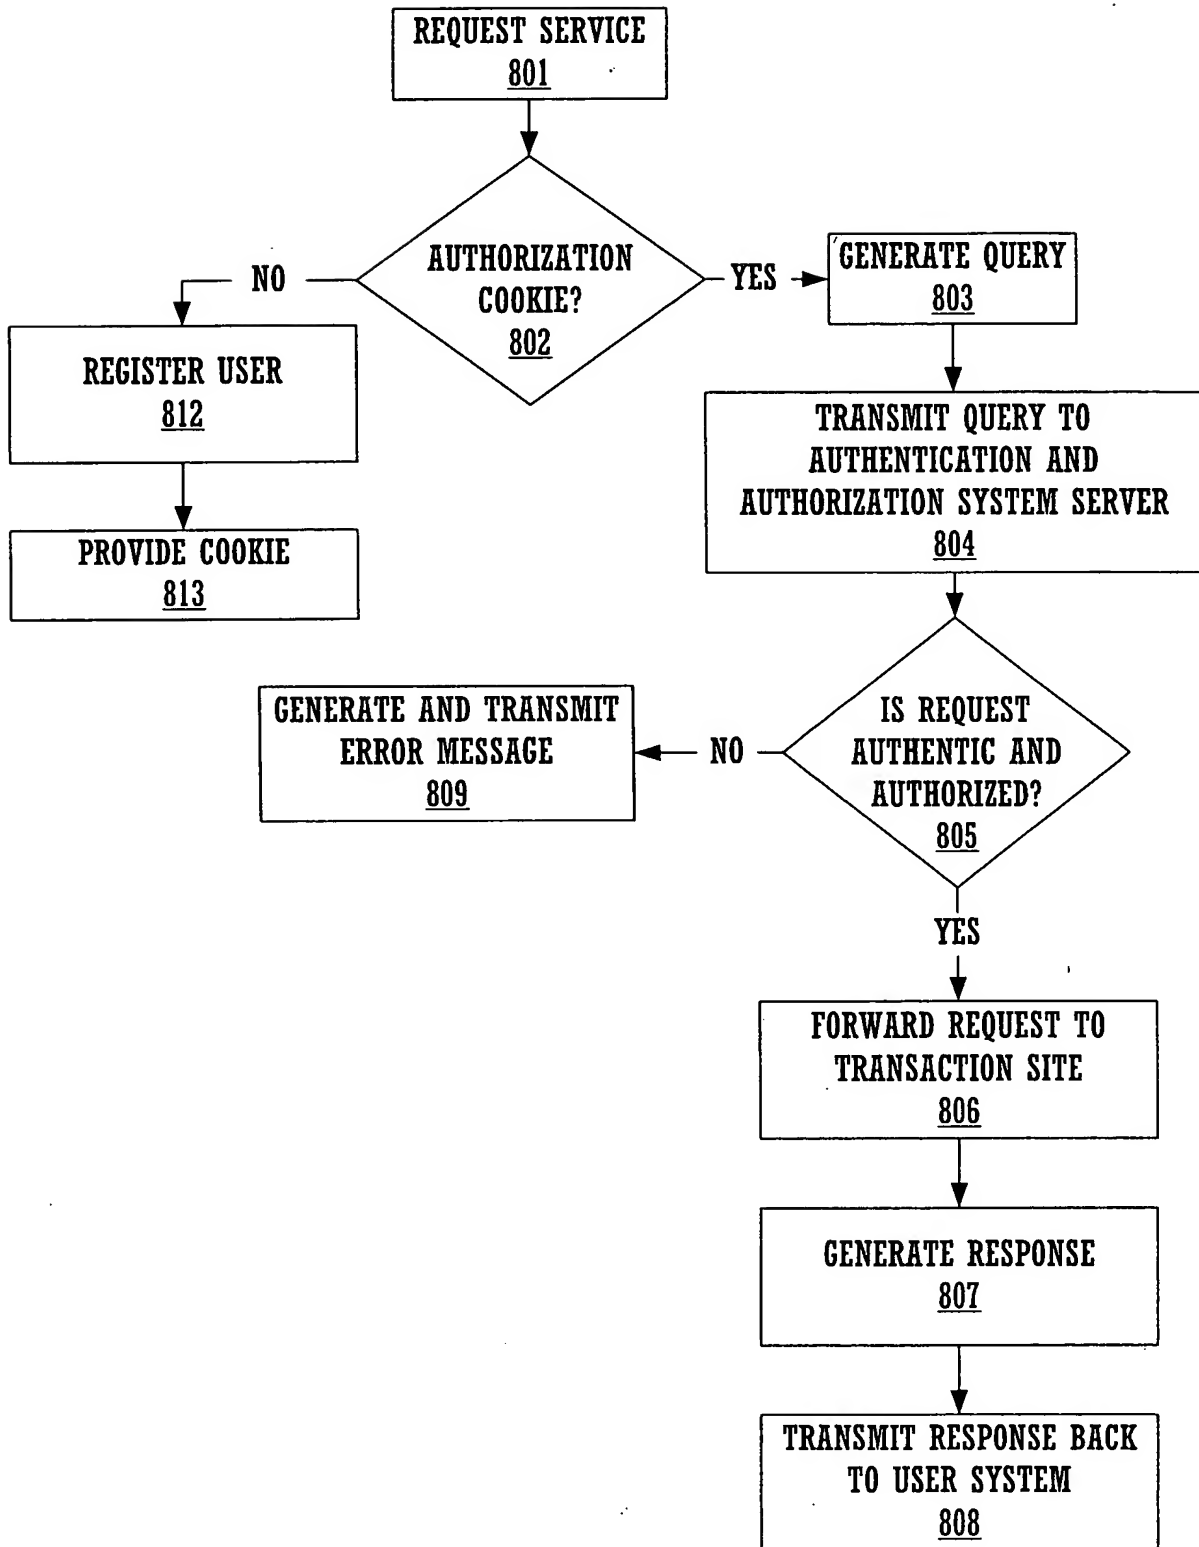 REQUEST SERVICE
801
AUTHORIZATION
COOKIE?
802
NO
YES
GENERATE QUERY
803
REGISTER USER
812
PROVIDE COOKIE
813
TRANSMIT QUERY TO
AUTHENTICATION AND
AUTHORIZATION SYSTEM SERVER
804
IS REQUEST
AUTHENTIC AND
AUTHORIZED?
805
NO
GENERATE AND TRANSMIT
ERROR MESSAGE
809
YES
FORWARD REQUEST TO
TRANSACTION SITE
806
GENERATE RESPONSE
807
TRANSMIT RESPONSE BACK
TO USER SYSTEM
808